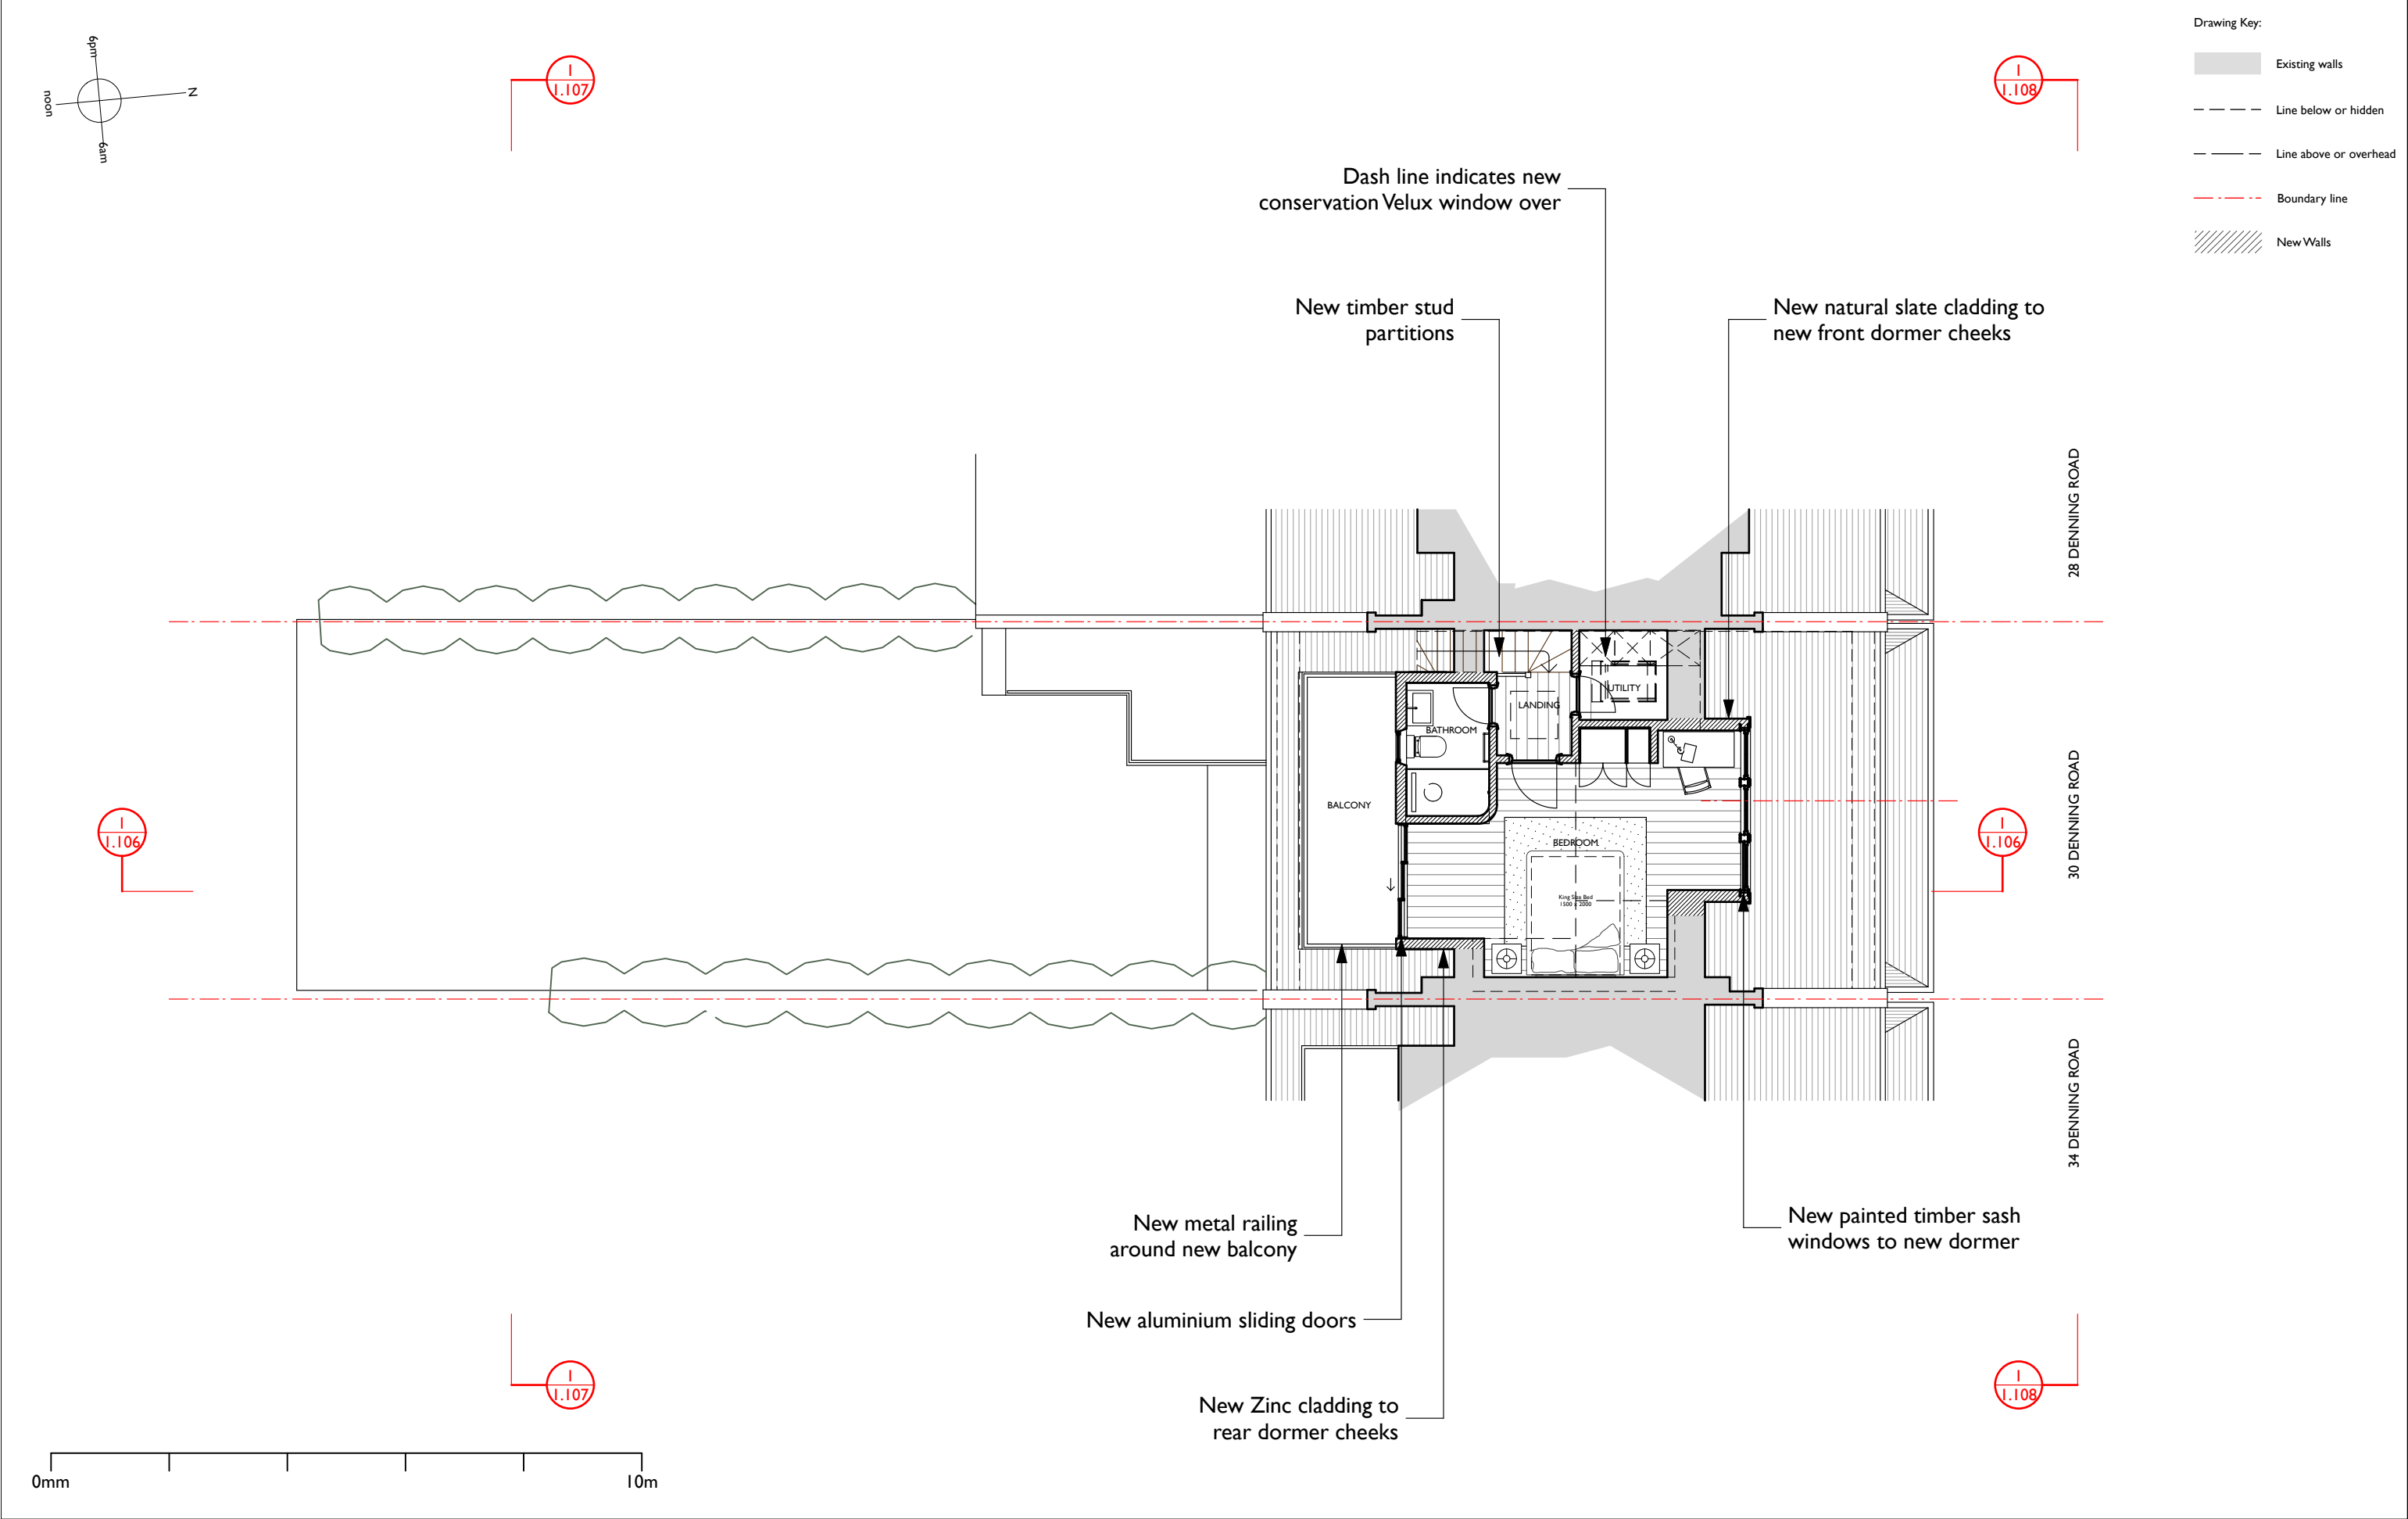 Drawing Key:
Existing walls
Line below or hidden
Line above or overhead
Boundary line
New Walls
6pm
noon
N
6am
1
1.107
1
1.108
Dash line indicates new
conservation Velux window over
New timber stud
partitions
New natural slate cladding to
new front dormer cheeks
28 DENNING ROAD
UTILITY
LANDING
BATHROOM
BALCONY
BEDROOM
King Size Bed
1500 x 2000
30 DENNING ROAD
1
1.106
1
1.106
34 DENNING ROAD
New metal railing
around new balcony
New painted timber sash
windows to new dormer
New aluminium sliding doors
1
1.107
1
1.108
New Zinc cladding to
rear dormer cheeks
0mm
10m